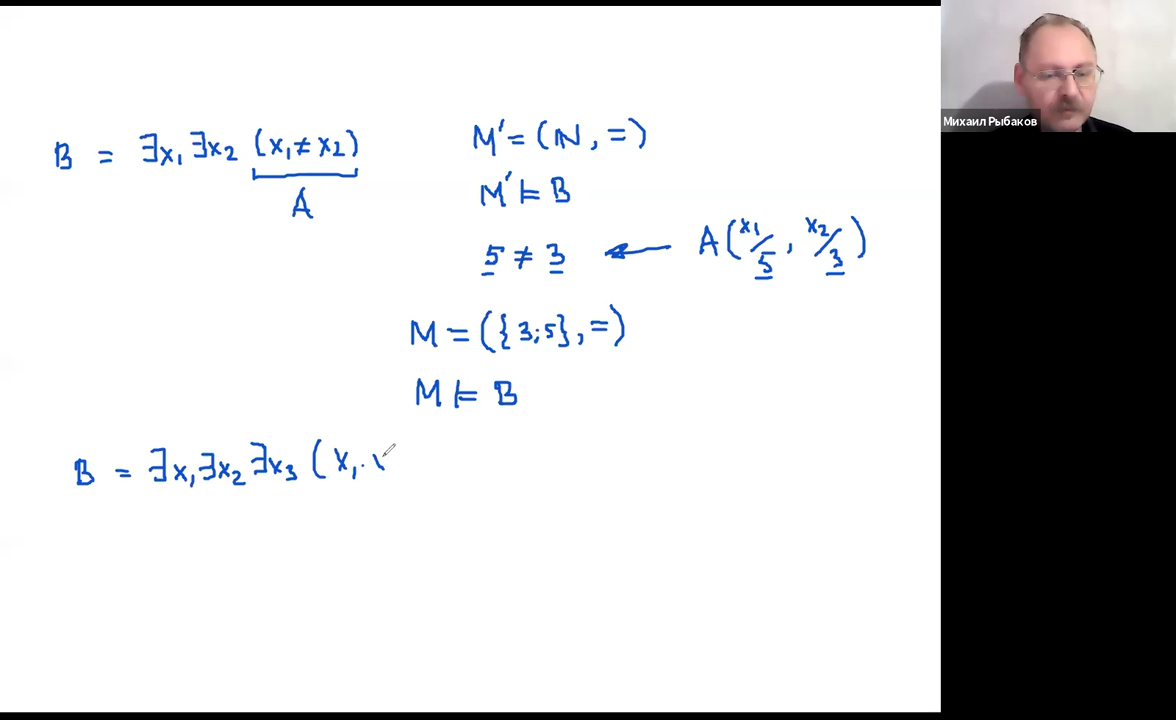 B = ∃x₁∃x₂ (x₁≠x₂)
A
M' = (ℕ, =)
M' ⊨ B
5 ≠ 3 ← A(x₁/5, x₂/3)
M = ({3;5}, =)
M ⊨ B
B = ∃x₁∃x₂∃x₃ (x₁.
Михаил Рыбаков